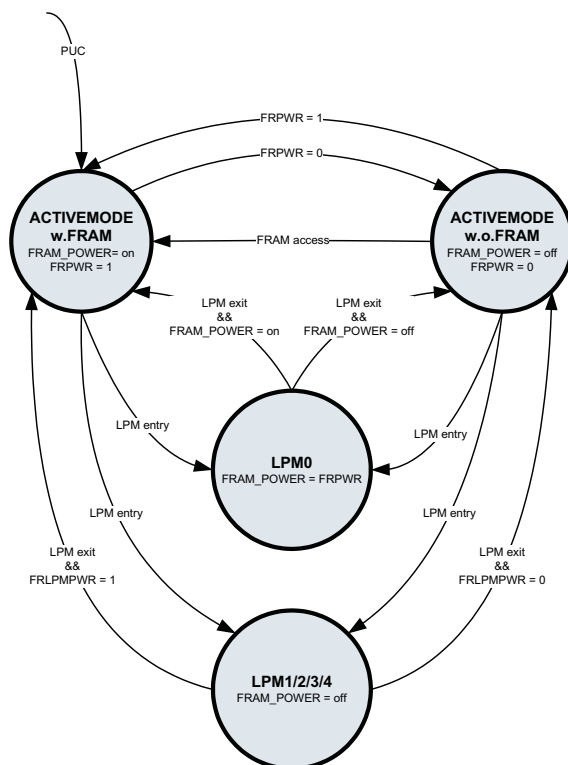 PUC
FRPWR = 1
FRPWR = 0
ACTIVEMODE
w.FRAM
FRAM_POWER= on
FRPWR = 1
ACTIVEMODE
w.o.FRAM
FRAM_POWER = off
FRPWR = 0
FRAM access
LPM exit
&&
FRAM_POWER = on
LPM exit
&&
FRAM_POWER = off
LPM entry
LPM entry
LPM0
FRAM_POWER = FRPWR
LPM entry
LPM entry
LPM exit
&&
FRLPMPWR = 1
LPM exit
&&
FRLPMPWR = 0
LPM1/2/3/4
FRAM_POWER = off